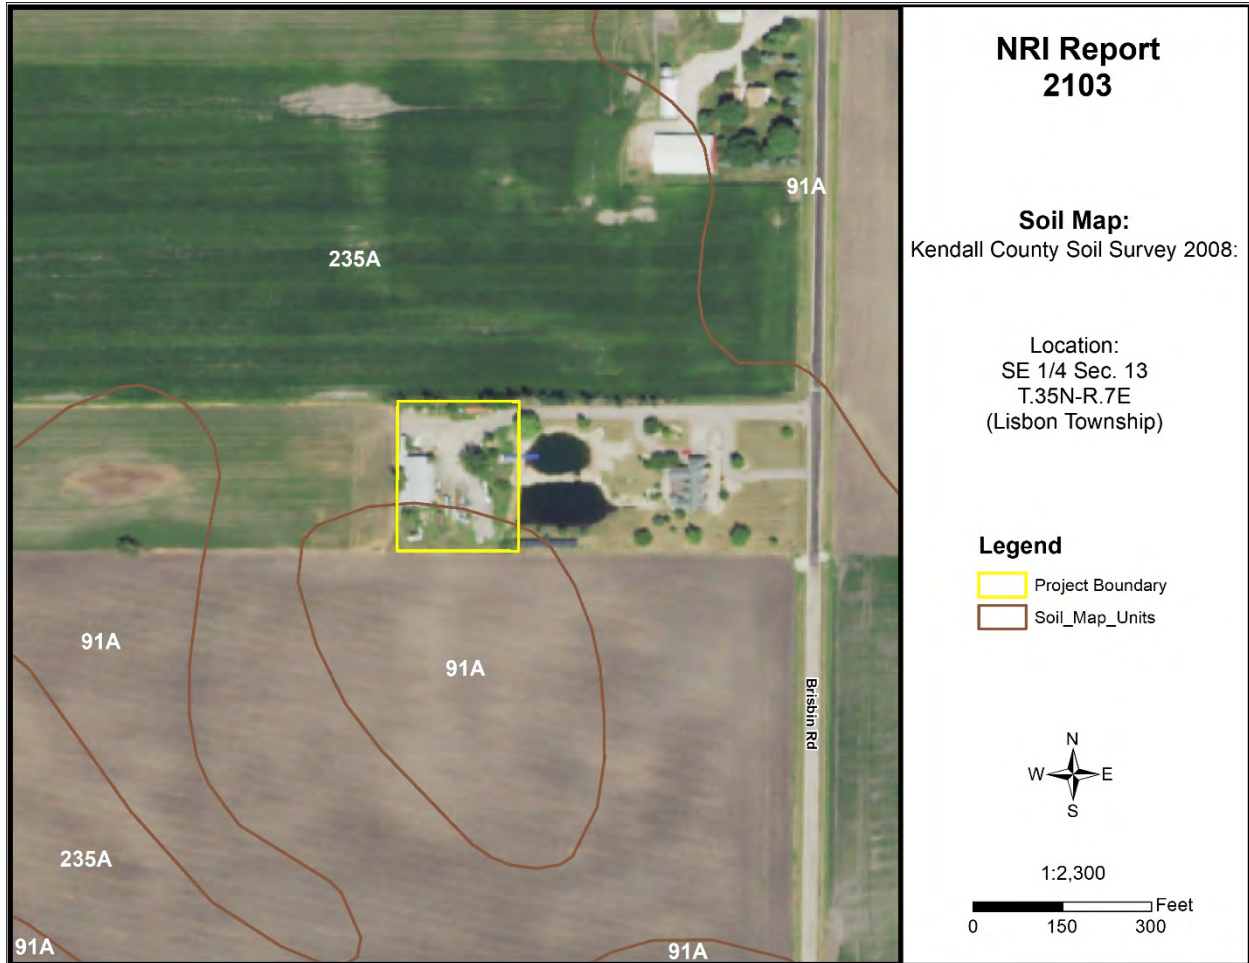 NRI Report
2103
Soil Map:
Kendall County Soil Survey 2008:
Location:
SE 1/4 Sec. 13
T.35N-R.7E
(Lisbon Township)
Legend
Project Boundary
Soil_Map_Units
N
W E
S
1:2,300
Feet
0 150 300
91A
235A
91A
91A
Brisbin Rd
235A
91A
91A